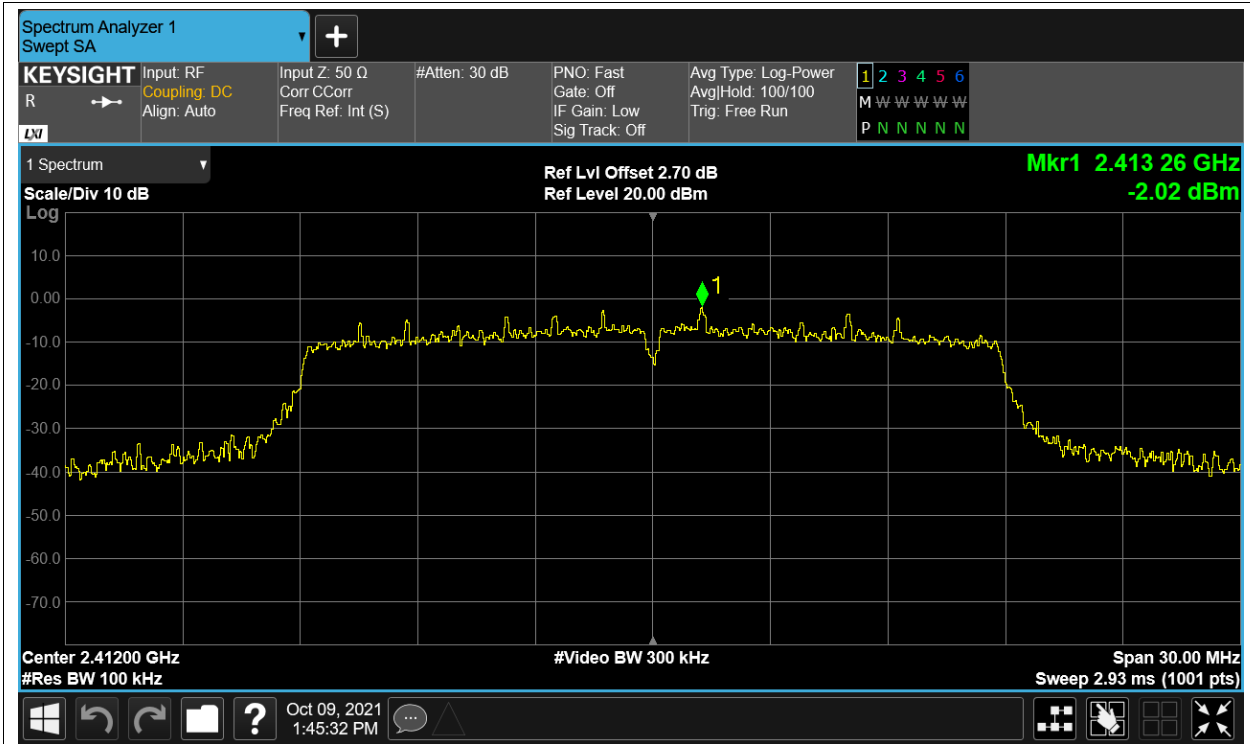 Spectrum Analyzer 1
Swept SA
KEYSIGHT
R
LXI
Input: RF
Coupling: DC
Align: Auto
Input Z: 50 Ω
Corr CCorr
Freq Ref: Int (S)
#Atten: 30 dB
PNO: Fast
Gate: Off
IF Gain: Low
Sig Track: Off
Avg Type: Log-Power
Avg|Hold: 100/100
Trig: Free Run
1 2 3 4 5 6
M W W W W W
P N N N N N
1 Spectrum
Scale/Div 10 dB
Log
Ref Lvl Offset 2.70 dB
Ref Level 20.00 dBm
Mkr1 2.413 26 GHz
-2.02 dBm
1
10.0
0.00
-10.0
-20.0
-30.0
-40.0
-50.0
-60.0
-70.0
Center 2.41200 GHz
#Res BW 100 kHz
#Video BW 300 kHz
Span 30.00 MHz
Sweep 2.93 ms (1001 pts)
?
Oct 09, 2021
1:45:32 PM